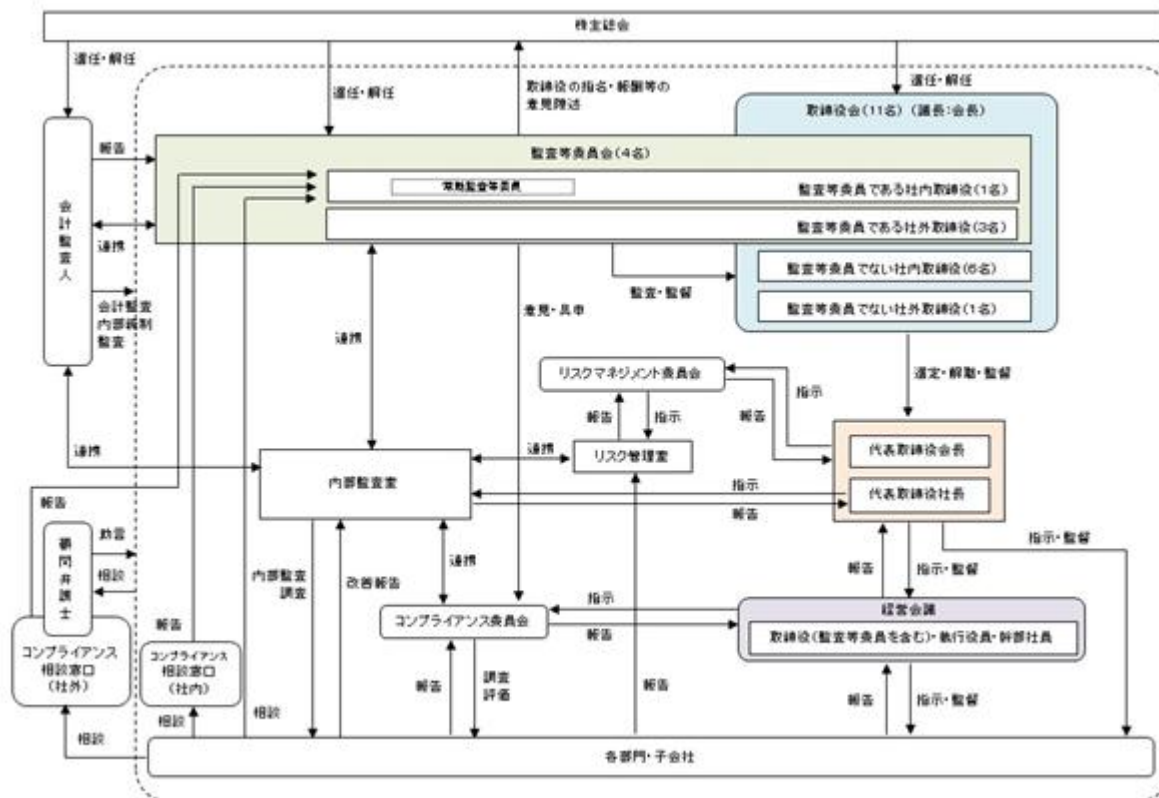 株主総会
選任・解任
選任・解任
取締役の指名・報酬等の
意見陳述
選任・解任
取締役会(11名) (議長:会長)
監査等委員会(4名)
報告
常勤監査等委員
監査等委員である社内取締役(1名)
会計監査人
監査等委員である社外取締役(3名)
連携
監査等委員でない社内取締役(6名)
監査・監督
会計監査
内部統制
監査
監査等委員でない社外取締役(1名)
意見・具申
連携
リスクマネジメント委員会
選定・解職・監督
指示
報告
指示
報告
連携
連携
リスク管理室
代表取締役会長
内部監査室
指示
代表取締役社長
報告
報告
助言
顧問弁護士
相談
内部監査
調査
改善報告
連携
報告
指示・監督
指示・監督
指示
経営会議
コンプライアンス委員会
報告
取締役(監査等委員を含む)・執行役員・幹部社員
コンプライアンス
相談窓口
(社外)
報告
コンプライアンス
相談窓口
(社内)
報告
調査
評価
報告
報告
指示・監督
相談
相談
相談
各部門・子会社